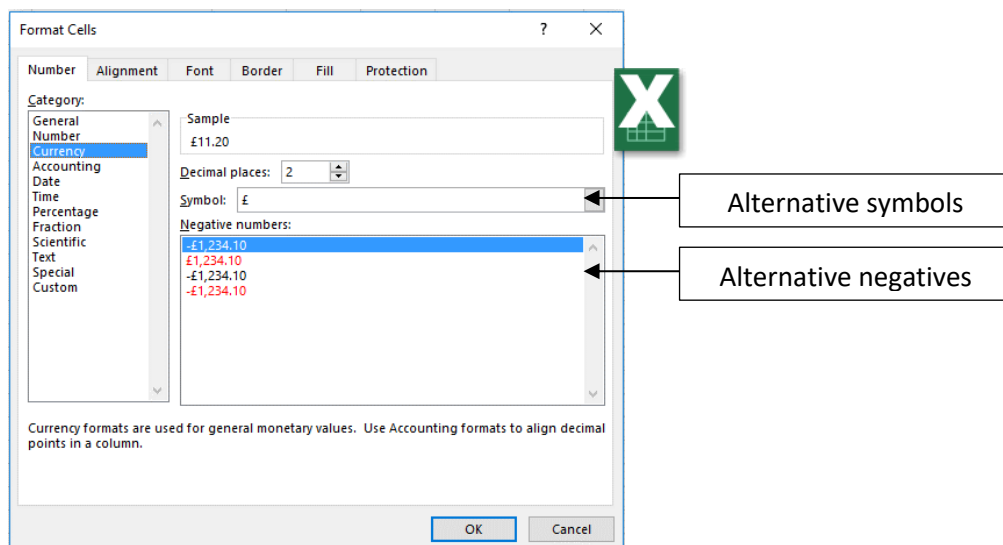 Format Cells
?
Number Alignment Font Border Fill Protection
Category:
General
Number
Currency
Accounting
Date
Time
Percentage
Fraction
Scientific
Text
Special
Custom
Sample
£11.20
Decimal places: 2
Symbol: £
Negative numbers:
-£1,234.10
£1,234.10
-£1,234.10
-£1,234.10
Currency formats are used for general monetary values. Use Accounting formats to align decimal
points in a column.
OK Cancel
X
Alternative symbols
Alternative negatives